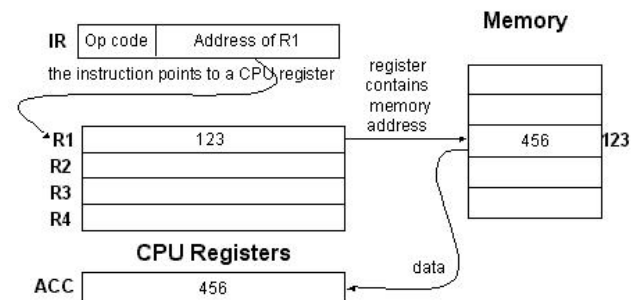 Memory
IR Op code Address of R1
the instruction points to a CPU register
register
contains
memory
address
R1 123
456 123
R2
R3
R4
CPU Registers
data
ACC 456